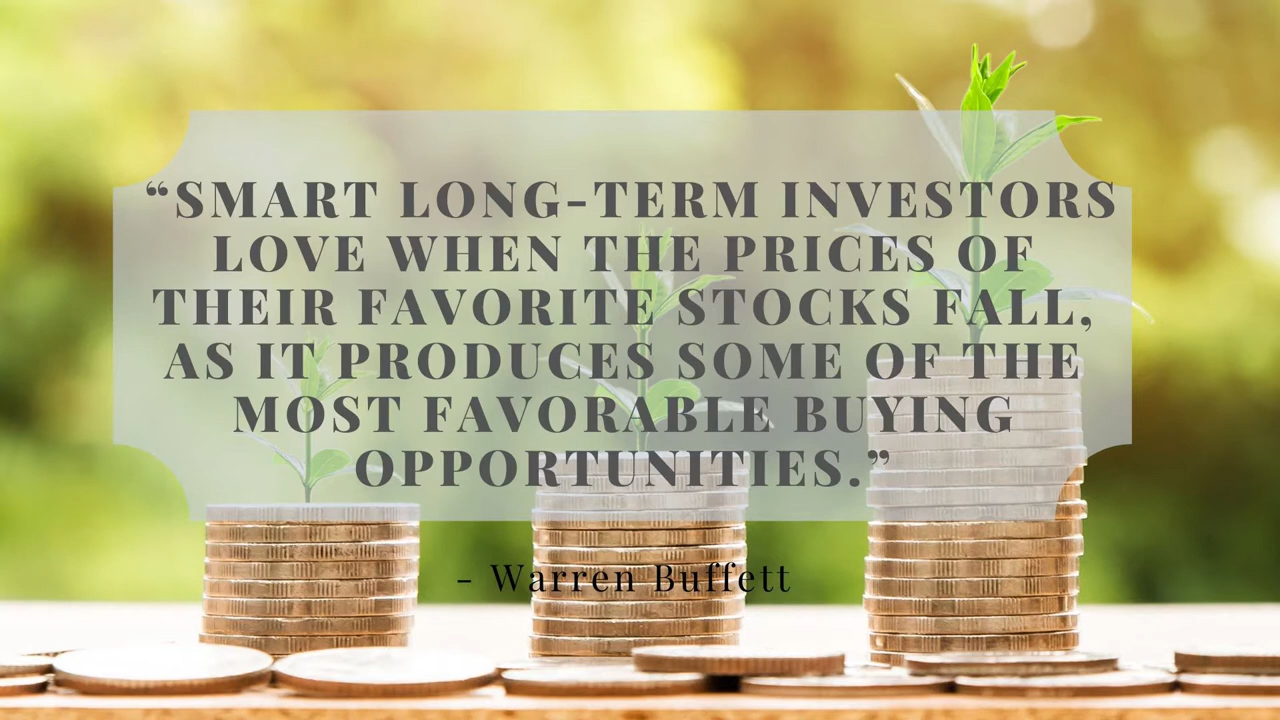 “SMART LONG-TERM INVESTORS
LOVE WHEN THE PRICES OF
THEIR FAVORITE STOCKS FALL,
AS IT PRODUCES SOME OF THE
MOST FAVORABLE BUYING
OPPORTUNITIES.”
- Warren Buffett